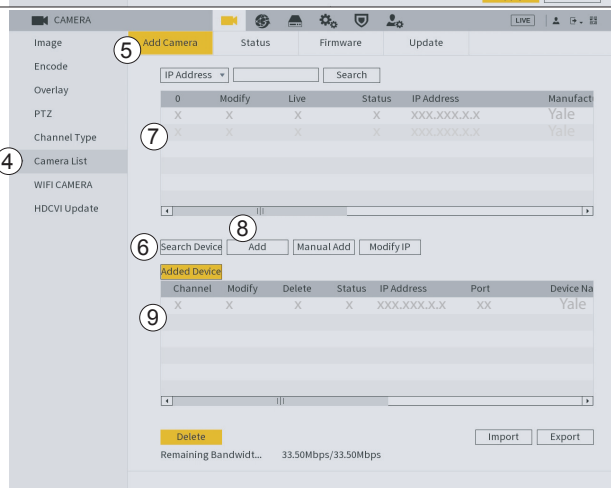 CAMERA LIVE
Image
Encode
Overlay
PTZ
Channel Type
4 Camera List
WIFI CAMERA
HDCVI Update
5 Add Camera Status Firmware Update
IP Address Search
0 Modify Live Status IP Address Manufact
X X X X xxx.xxx.x.x Yale
7 X X X X xxx.xxx.x.x Yale
8
6 Search Device Add Manual Add Modify IP
Added Device
Channel Modify Delete Status IP Address Port Device Na
9 X X X X xxx.xxx.x.x xx Yale
Delete Import Export
Remaining Bandwidt... 33.50Mbps/33.50Mbps